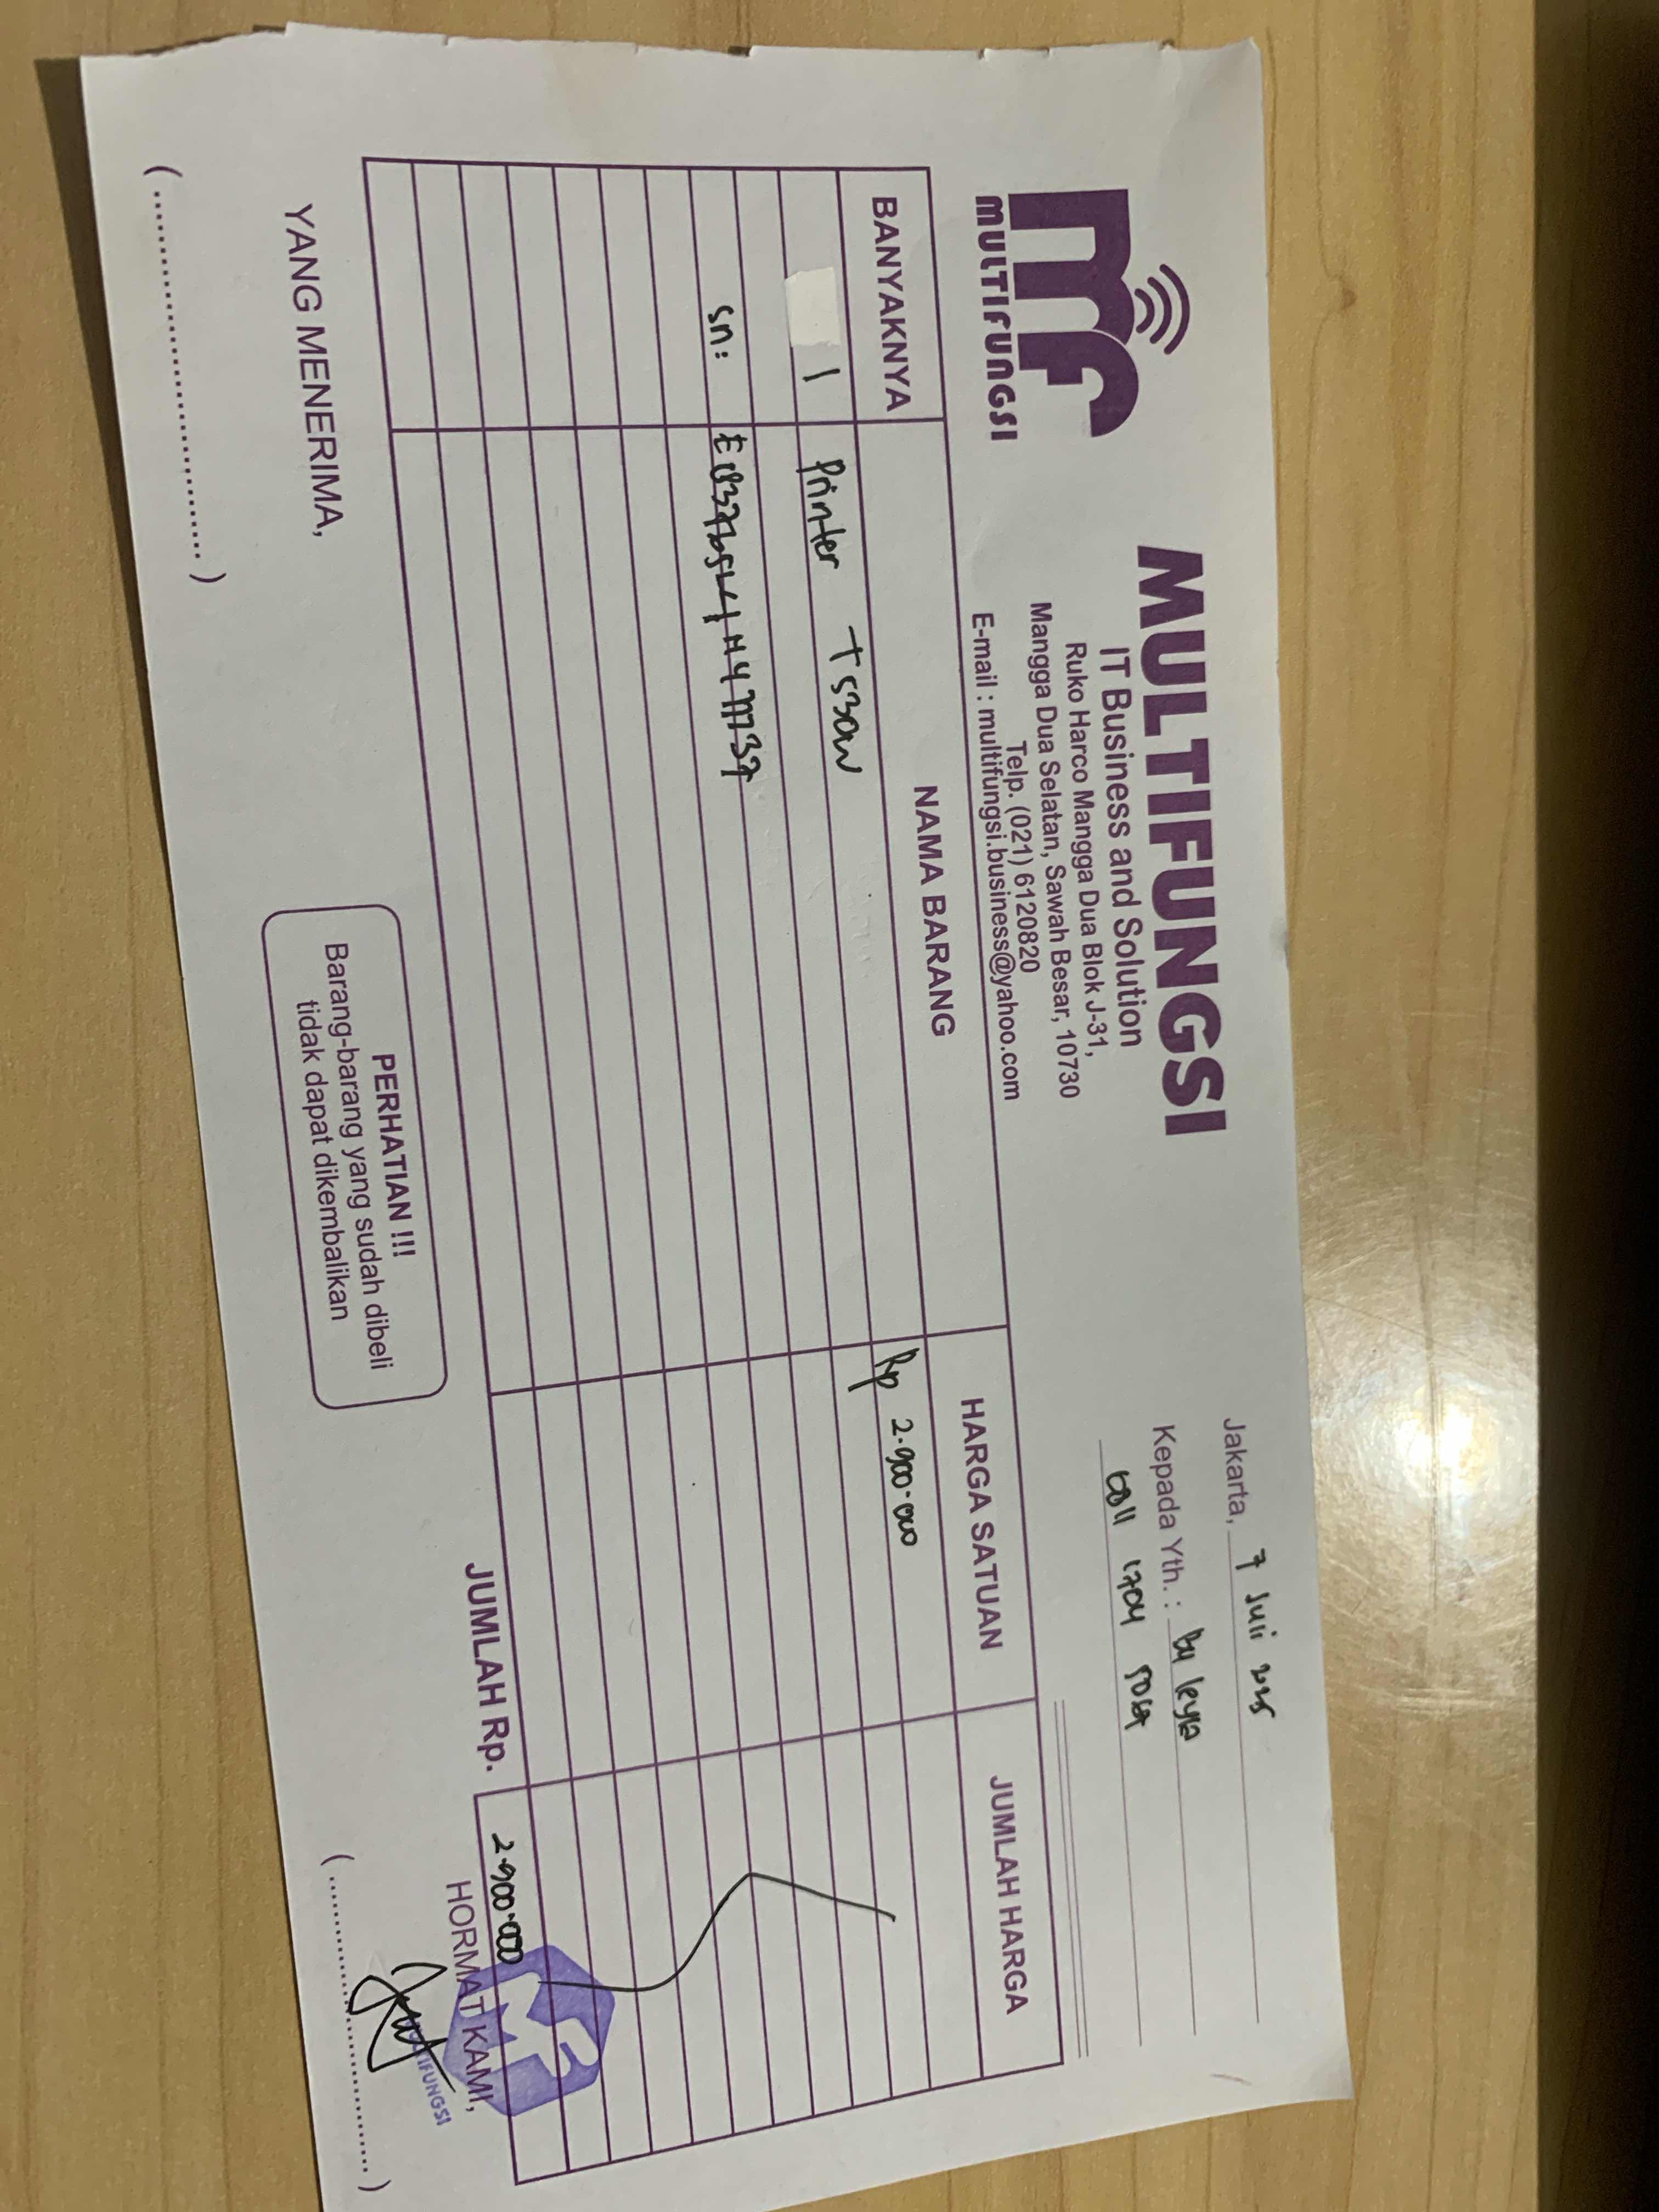 MULTIFUNGSI
MULTIFUNGSI
IT Business and Solution
Ruko Harco Mangga Dua Blok J-31,
Mangga Dua Selatan, Sawah Besar, 10730
Telp. (021) 6120820
E-mail : multifungsi.business@yahoo.com
Jakarta, 7 Juli
Kepada Yth. : Bu
BANYAKNYA NAMA BARANG HARGA SATUAN JUMLAH HARGA
1 Printer T530W Rp 2.900.000
sn:
JUMLAH Rp. 2.900.000
YANG MENERIMA,
PERHATIAN !!!
Barang-barang yang sudah dibeli
tidak dapat dikembalikan
HORMAT KAMI,